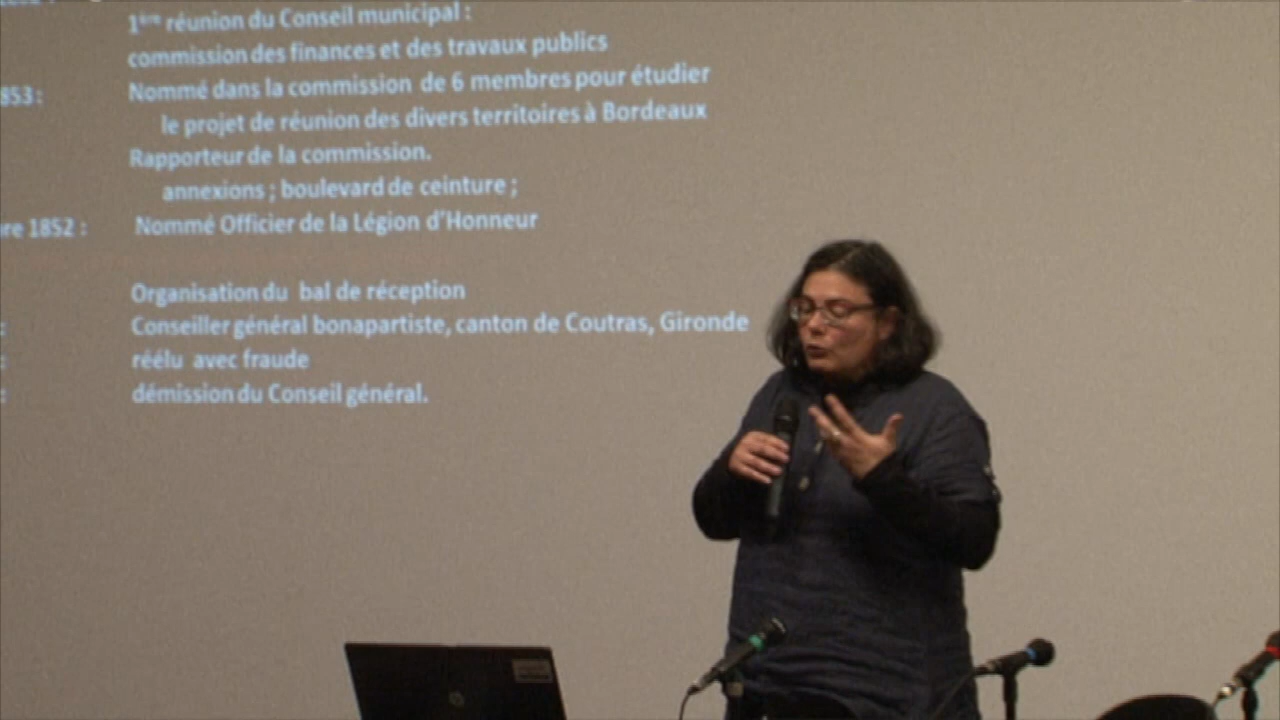 1ère réunion du Conseil municipal :
commission des finances et des travaux publics
853 : Nommé dans la commission de 6 membres pour étudier
le projet de réunion des divers territoires à Bordeaux
Rapporteur de la commission.
annexions ; boulevard de ceinture ;
re 1852 : Nommé Officier de la Légion d'Honneur
Organisation du bal de réception
: Conseiller général bonapartiste, canton de Coutras, Gironde
: réélu avec fraude
: démission du Conseil général.